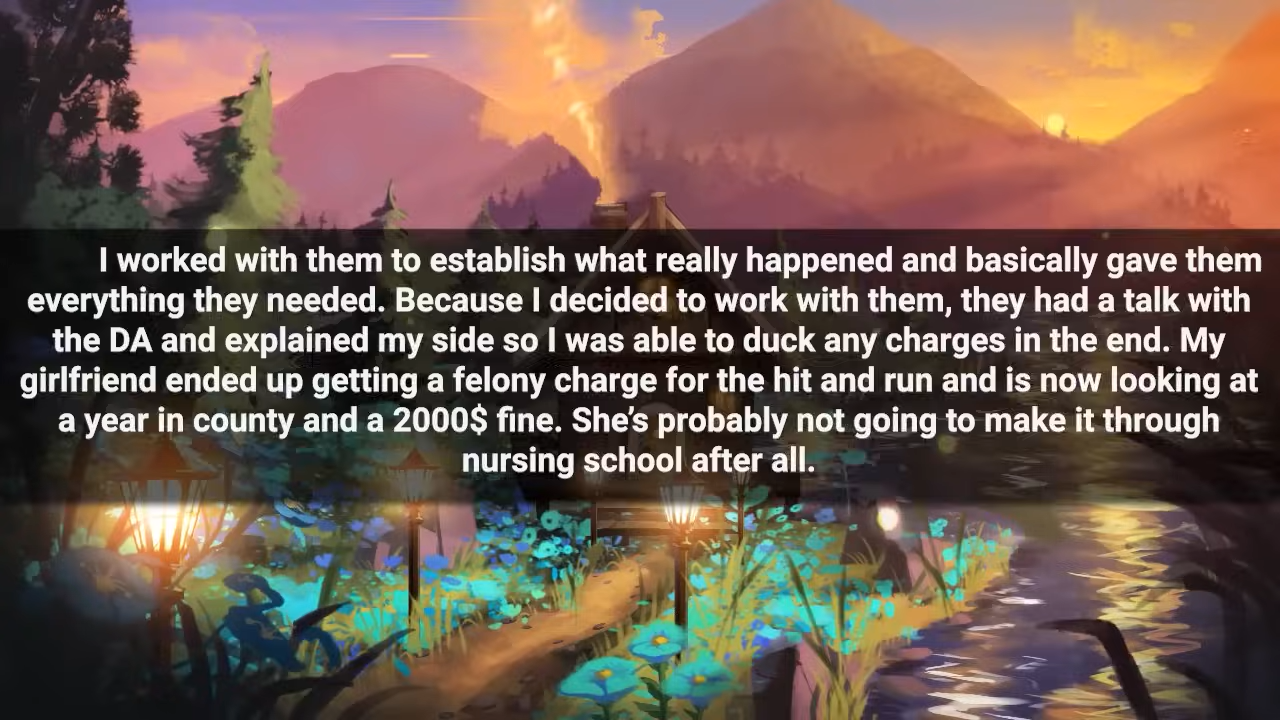 I worked with them to establish what really happened and basically gave them
everything they needed. Because I decided to work with them, they had a talk with
the DA and explained my side so I was able to duck any charges in the end. My
girlfriend ended up getting a felony charge for the hit and run and is now looking at
a year in county and a 2000$ fine. She’s probably not going to make it through
nursing school after all.